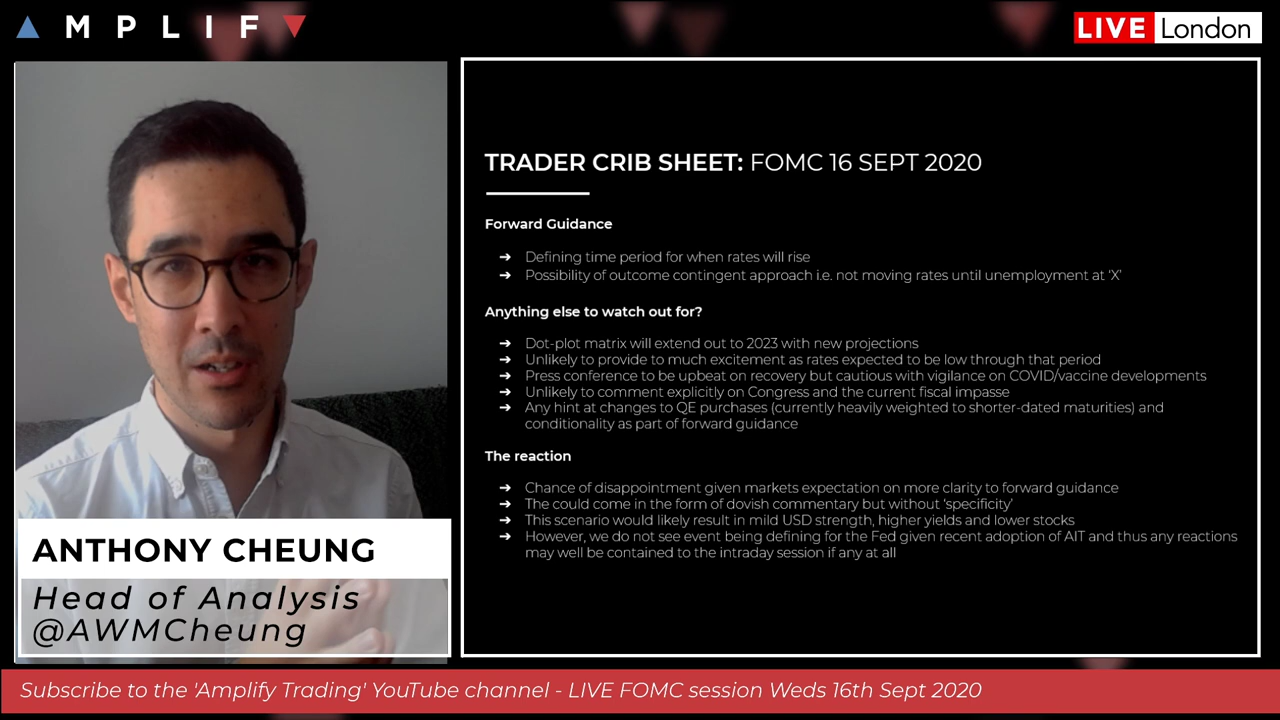 AMPLIFY
LIVE London
TRADER CRIB SHEET: FOMC 16 SEPT 2020
Forward Guidance
➔ Defining time period for when rates will rise
➔ Possibility of outcome contingent approach i.e. not moving rates until unemployment at ‘X’
Anything else to watch out for?
➔ Dot-plot matrix will extend out to 2023 with new projections
➔ Unlikely to provide to much excitement as rates expected to be low through that period
➔ Press conference to be upbeat on recovery but cautious with vigilance on COVID/vaccine developments
➔ Unlikely to comment explicitly on Congress and the current fiscal impasse
➔ Any hint at changes to QE purchases (currently heavily weighted to shorter-dated maturities) and
conditionality as part of forward guidance
The reaction
➔ Chance of disappointment given markets expectation on more clarity to forward guidance
➔ The could come in the form of dovish commentary but without ‘specificity’
➔ This scenario would likely result in mild USD strength, higher yields and lower stocks
➔ However, we do not see event being defining for the Fed given recent adoption of AIT and thus any reactions
may well be contained to the intraday session if any at all
ANTHONY CHEUNG
Head of Analysis
@AWMCheung
Subscribe to the 'Amplify Trading' YouTube channel - LIVE FOMC session Weds 16th Sept 2020